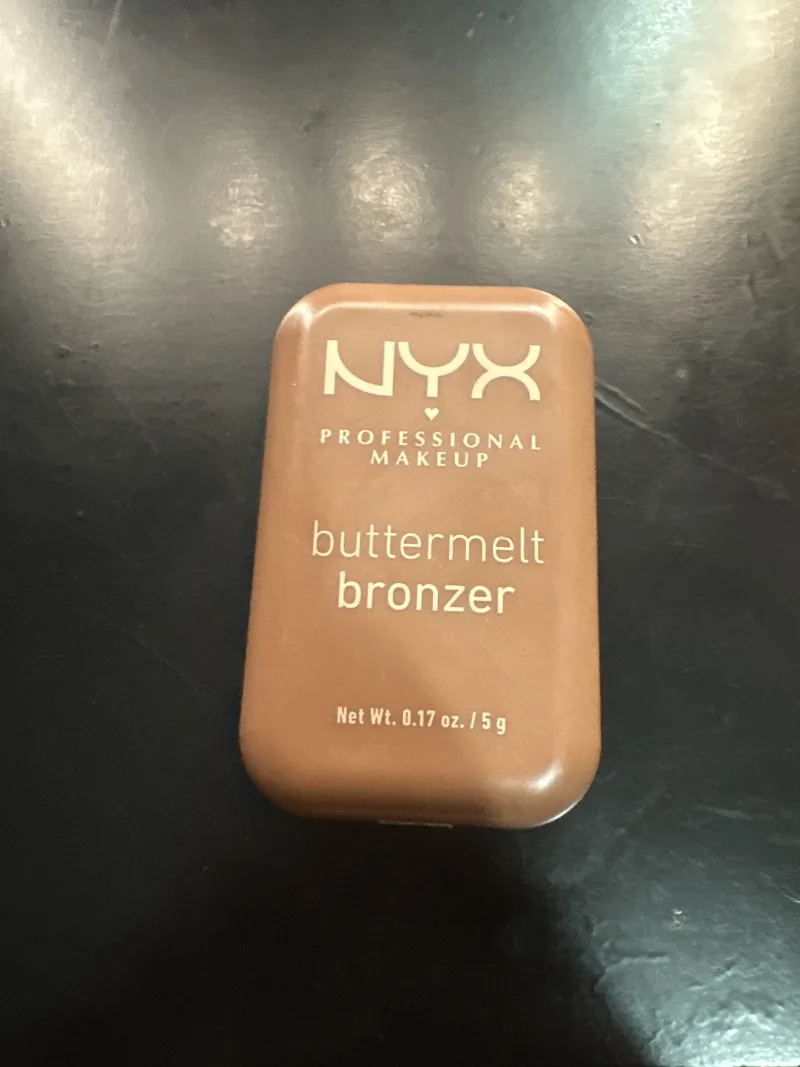 NYX
PROFESSIONAL
MAKEUP
buttermelt
bronzer
Net Wt. 0.17 oz. / 5 g